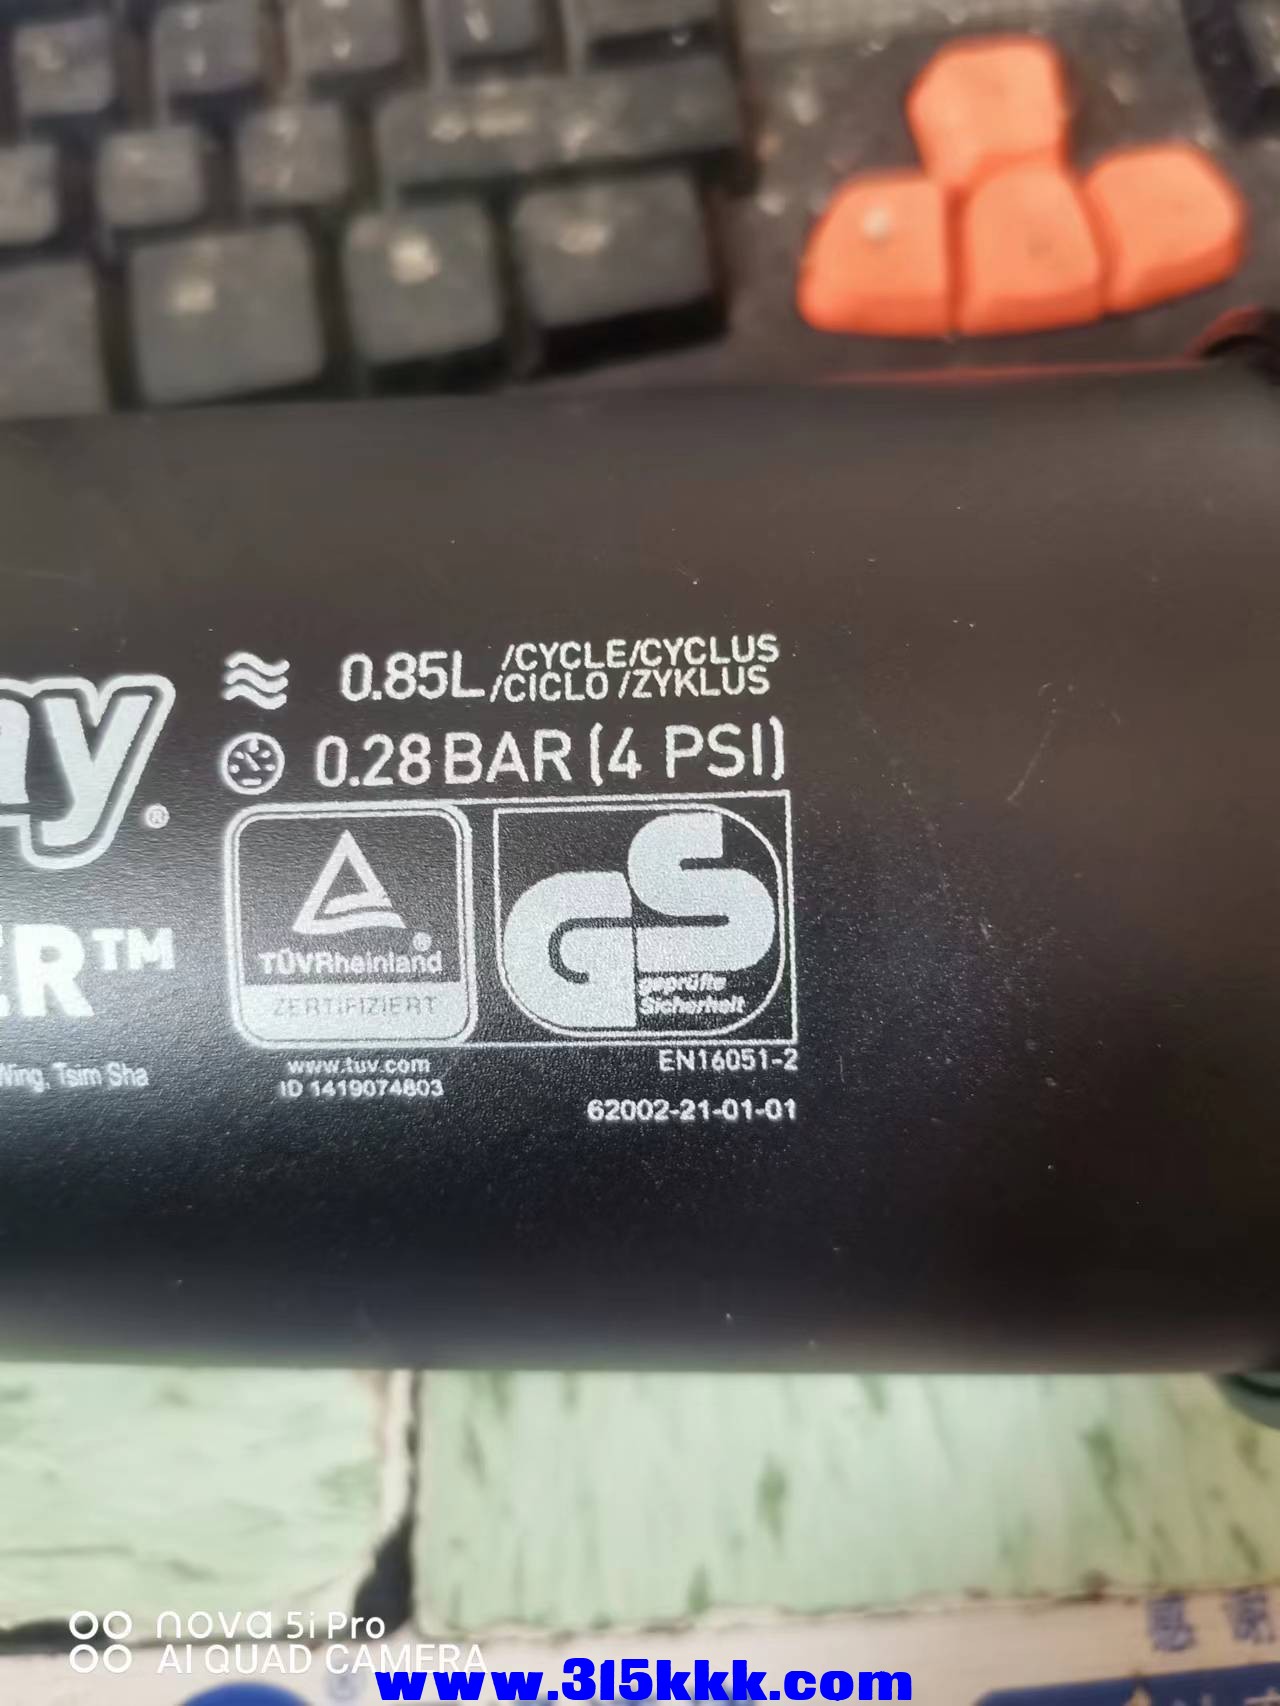 ay®
0.85L /CYCLE/CYCLUS
/CICLO /ZYKLUS
0.28 BAR (4 PSI)
ER™
TÜVRheinland®
ZERTIFIZIERT
GS
geprüfte
Sicherheit
Wing, Tsim Sha
www.tuv.com
ID 1419074803
EN16051-2
62002-21-01-01
nova 5i Pro
AI QUAD CAMERA
www.315kkk.com